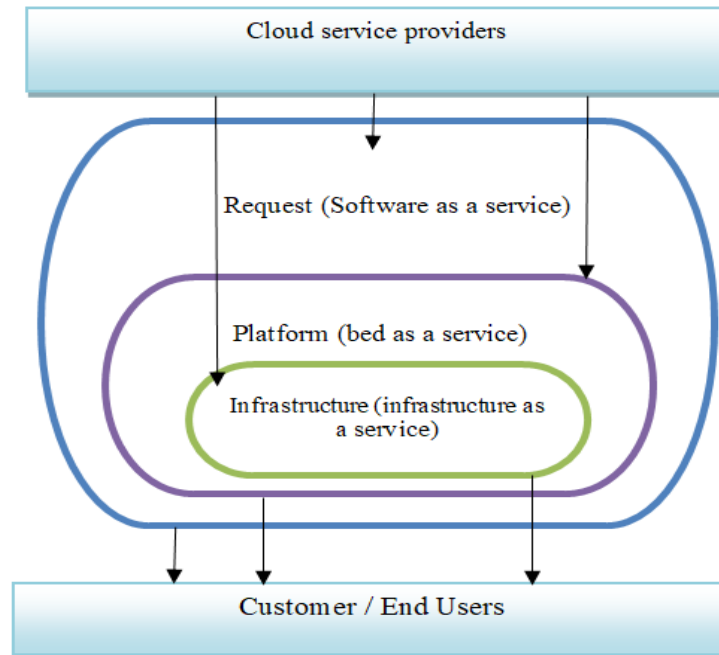 Cloud service providers
Request (Software as a service)
Platform (bed as a service)
Infrastructure (infrastructure as
a service)
Customer / End Users